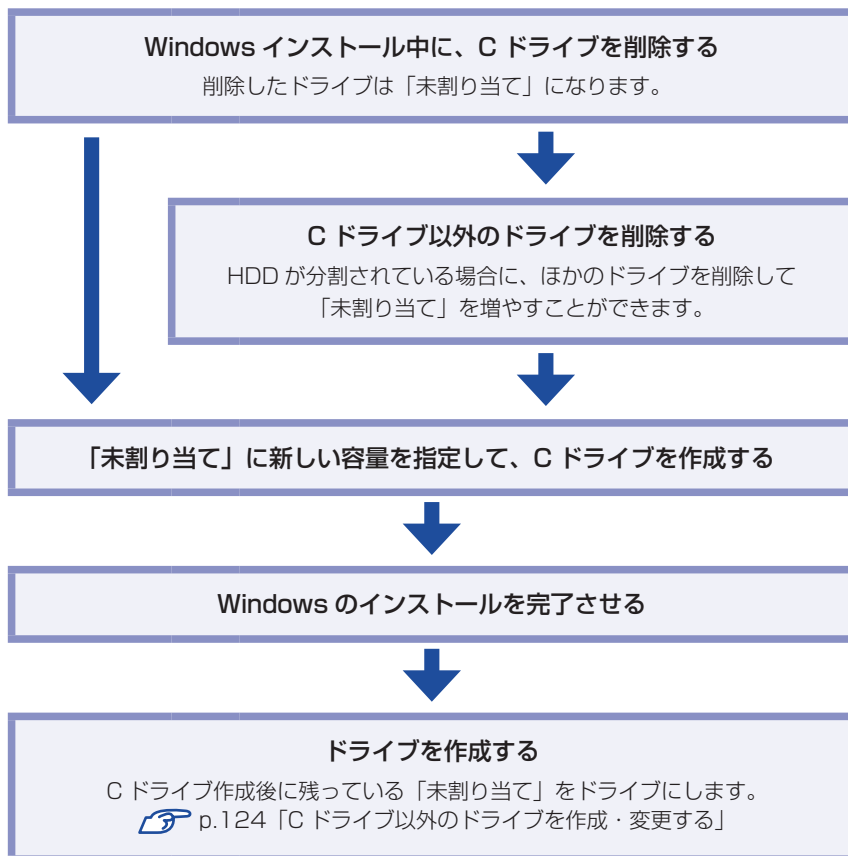 Windows インストール中に、C ドライブを削除する
削除したドライブは「未割り当て」になります。
C ドライブ以外のドライブを削除する
HDD が分割されている場合に、ほかのドライブを削除して
「未割り当て」を増やすことができます。
「未割り当て」に新しい容量を指定して、C ドライブを作成する
Windows のインストールを完了させる
ドライブを作成する
C ドライブ作成後に残っている「未割り当て」をドライブにします。
p.124「C ドライブ以外のドライブを作成・変更する」